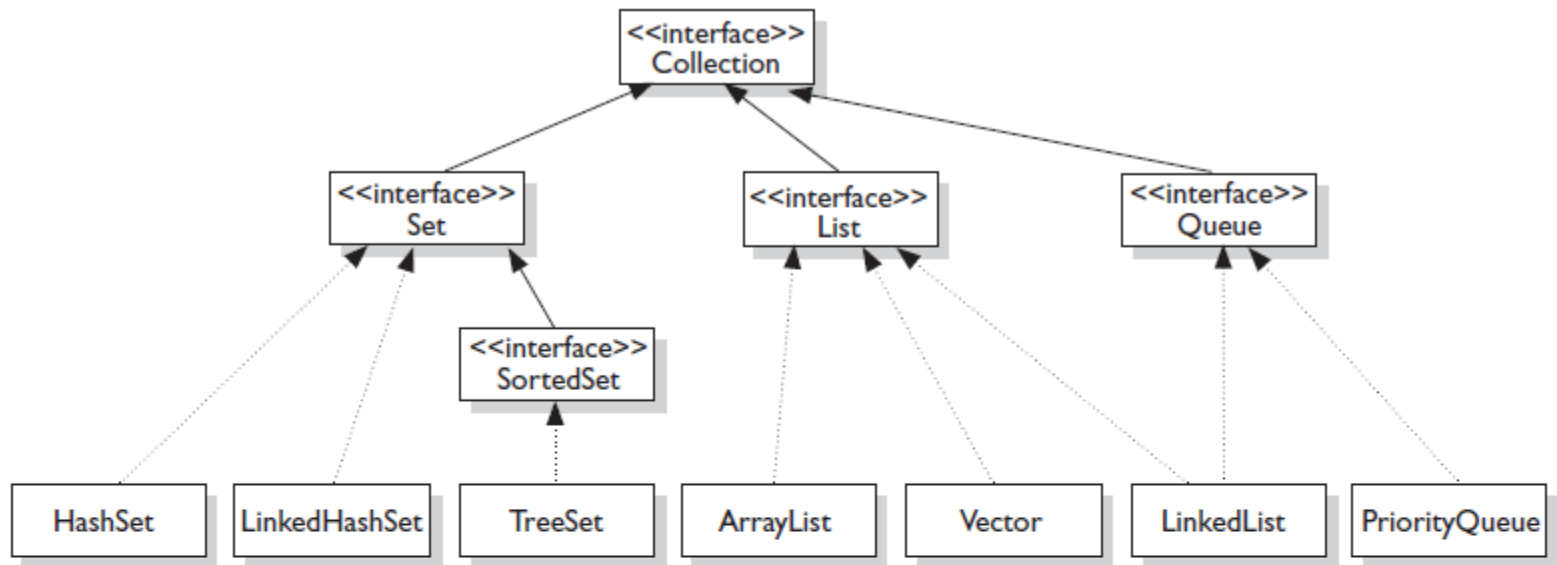 <<interface>>
Collection
<<interface>>
Set
<<interface>>
List
<<interface>>
Queue
<<interface>>
SortedSet
HashSet
LinkedHashSet
TreeSet
ArrayList
Vector
LinkedList
PriorityQueue